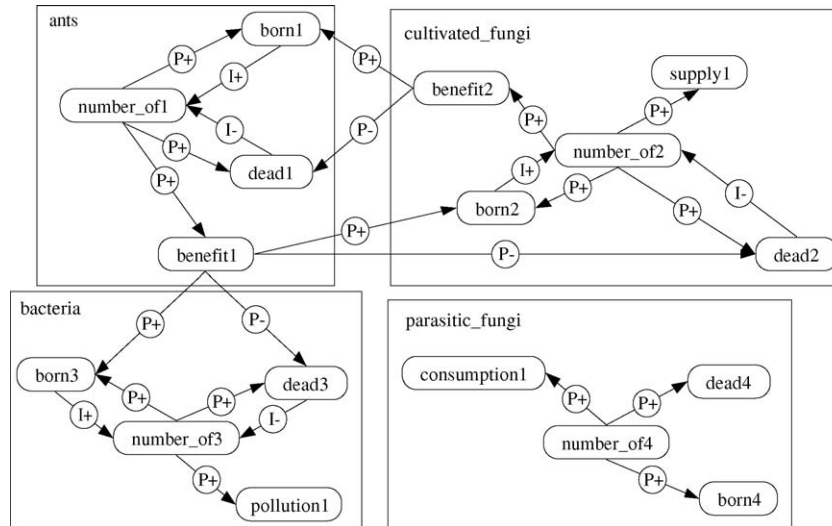 ants
born1
P+
I+
number_of1
I-
P+
dead1
P+
benefit1
cultivated_fungi
supply1
P+
benefit2
P+
P-
P+
number_of2
I+
P+
born2
P+
I-
dead2
P+
P-
bacteria
P+
P-
born3
dead3
P+
P+
I+
I-
number_of3
P+
pollution1
parasitic_fungi
consumption1
dead4
P+
P+
number_of4
P+
born4